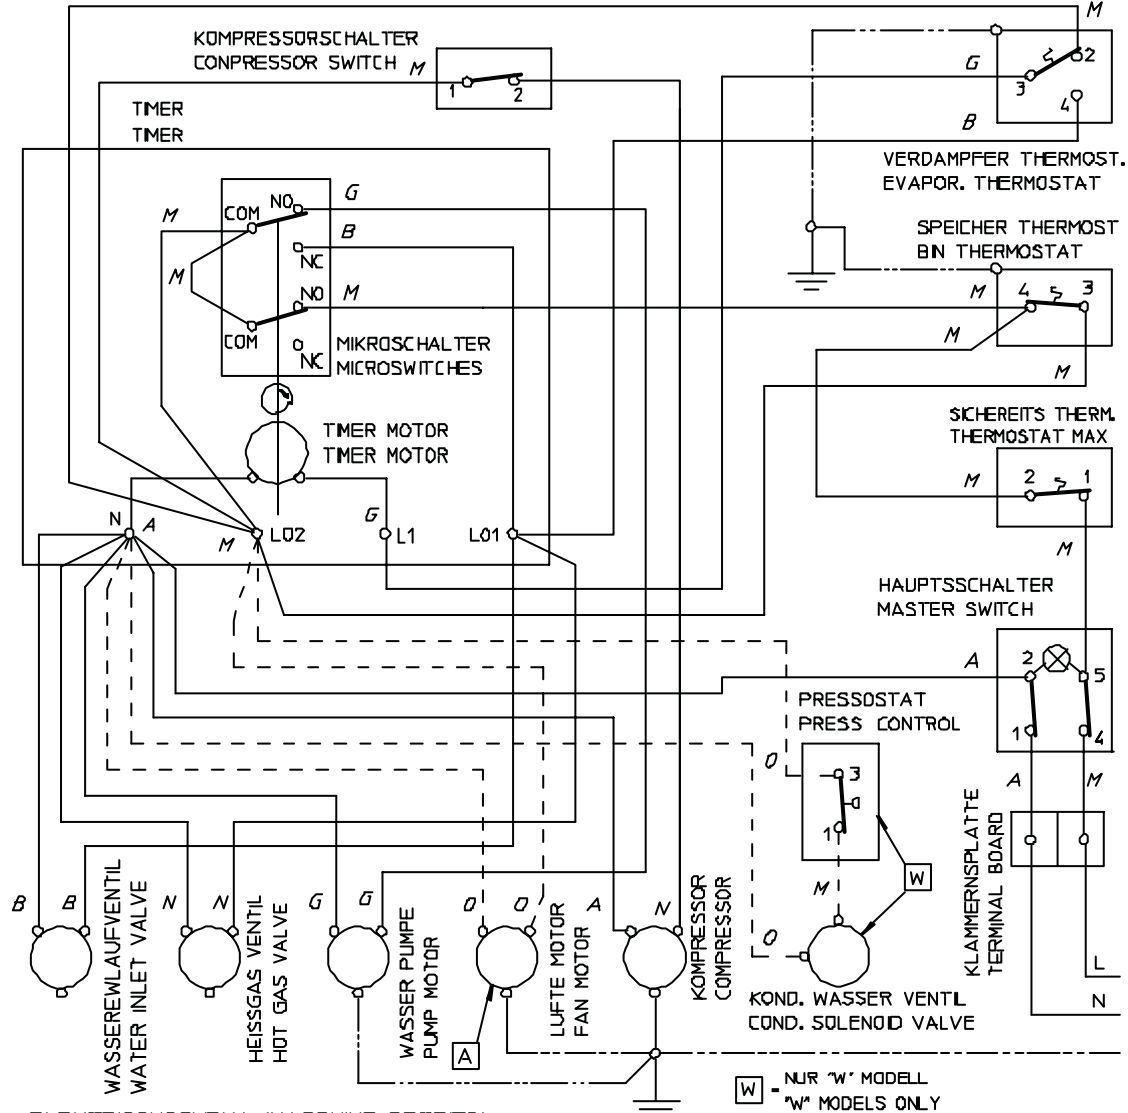 M
KOMPRESSORSCHALTER
CONPRESSOR SWITCH
M
1
2
G
3
2
4
B
TIMER
TIMER
VERDAMPFER THERMOST.
EVAPOR. THERMOSTAT
NO
G
COM
M
B
NC
M
NO
M
COM
NC
MIKROSCHALTER
MICROSWITCHES
SPEICHER THERMOST
BIN THERMOSTAT
M
4
3
M
M
TIMER MOTOR
TIMER MOTOR
SICHEREITS THERM.
THERMOSTAT MAX
M
2
1
N
A
M
LO2
G
L1
LO1
M
HAUPTSSCHALTER
MASTER SWITCH
A
2
5
1
4
A
M
PRESSOSTAT
PRESS CONTROL
O
3
1
M
O
W
KLAMMERNSPLATTE
TERMINAL BOARD
L
N
B
B
N
N
G
G
O
O
A
N
WASSEREWLAUFVENTIL
WATER INLET VALVE
HEISSGAS VENTIL
HOT GAS VALVE
WASSER PUMPE
PUMP MOTOR
LUFTE MOTOR
FAN MOTOR
KOMPRESSOR
COMPRESSOR
KOND. WASSER VENTIL
COND. SOLENOID VALVE
A
W - NUR "W" MODELL
"W" MODELS ONLY